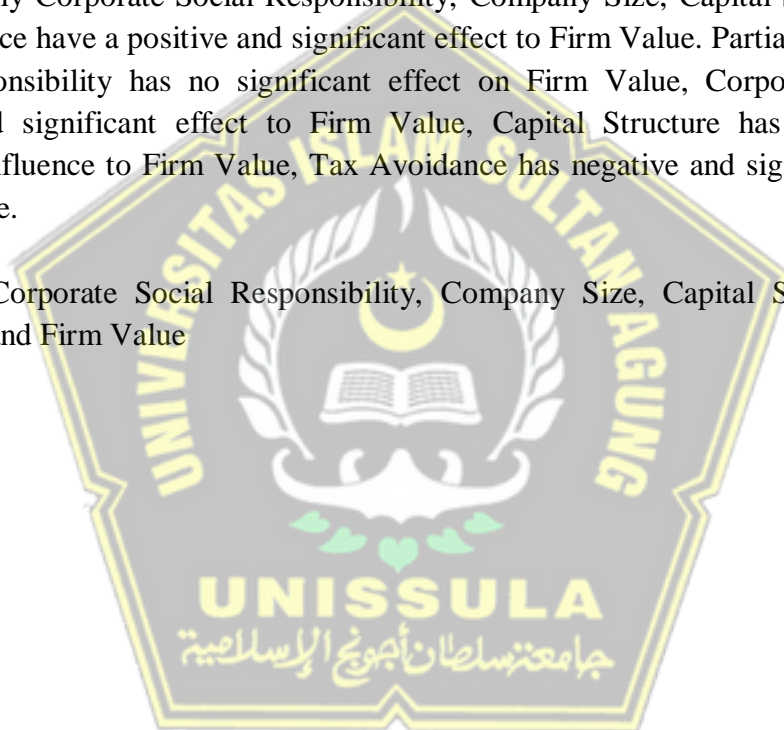 ly Corporate Social Responsibility, Company Size, Capital
ce have a positive and significant effect to Firm Value. Partia
onsibility has no significant effect on Firm Value, Corpo
d significant effect to Firm Value, Capital Structure has
nfluence to Firm Value, Tax Avoidance has negative and sig
e.
Corporate Social Responsibility, Company Size, Capital S
and Firm Value
UNIVERSITAS ISLAM SULTAN AGUNG
UNISSULA
جامعة سلطان أجونج الإسلامية